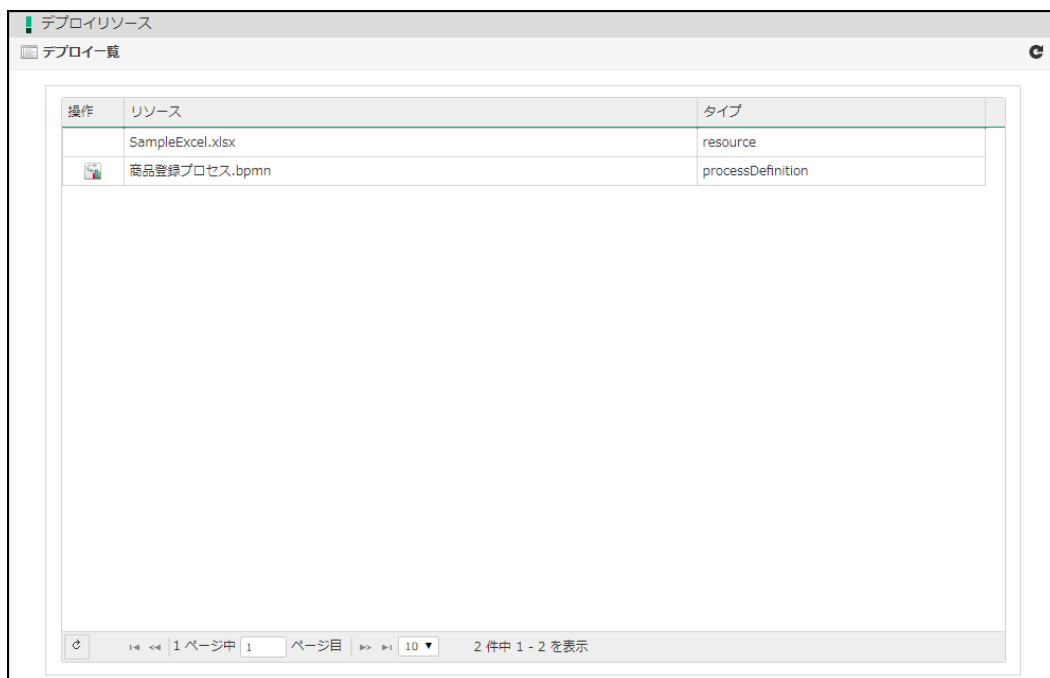 デプロイリソース
デプロイ一覧
操作 リソース タイプ
SampleExcel.xlsx resource
商品登録プロセス.bpmn processDefinition
1 ページ中 1 ページ目 10 2 件中 1 - 2 を表示